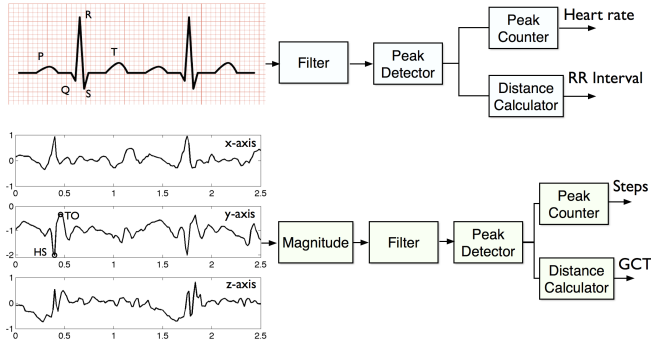 R
P
T
Q
S
Filter
Peak
Detector
Peak
Counter
Heart rate
Distance
Calculator
RR Interval
x-axis
1
0
-1
0 0.5 1 1.5 2 2.5
y-axis
0
-1
-2
TO
HS
0 0.5 1 1.5 2 2.5
z-axis
1
0
-1
0 0.5 1 1.5 2 2.5
Magnitude
Filter
Peak
Detector
Peak
Counter
Steps
Distance
Calculator
GCT